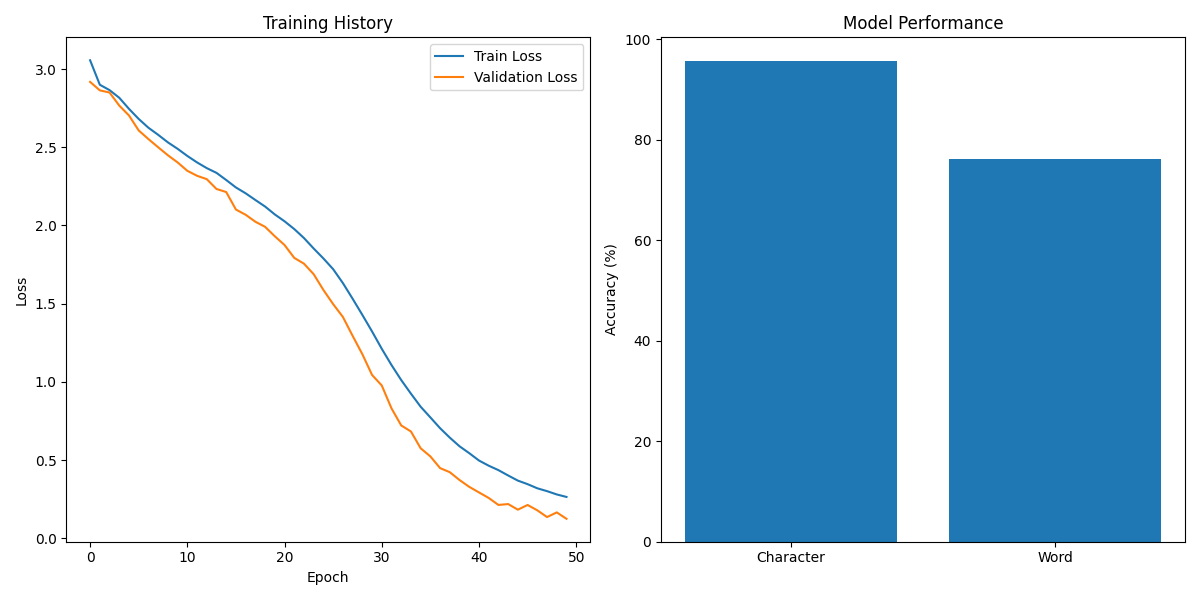 Training History
Train Loss
Validation Loss
3.0
2.5
2.0
1.5
1.0
0.5
0.0
Loss
0 10 20 30 40 50
Epoch
Model Performance
100
80
60
40
20
0
Accuracy (%)
Character Word